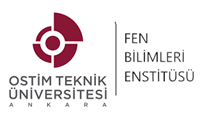 OSTİM TEKNİK
ÜNİVERSİTESİ
ANKARA
FEN
BİLİMLERİ
ENSTİTÜSÜ